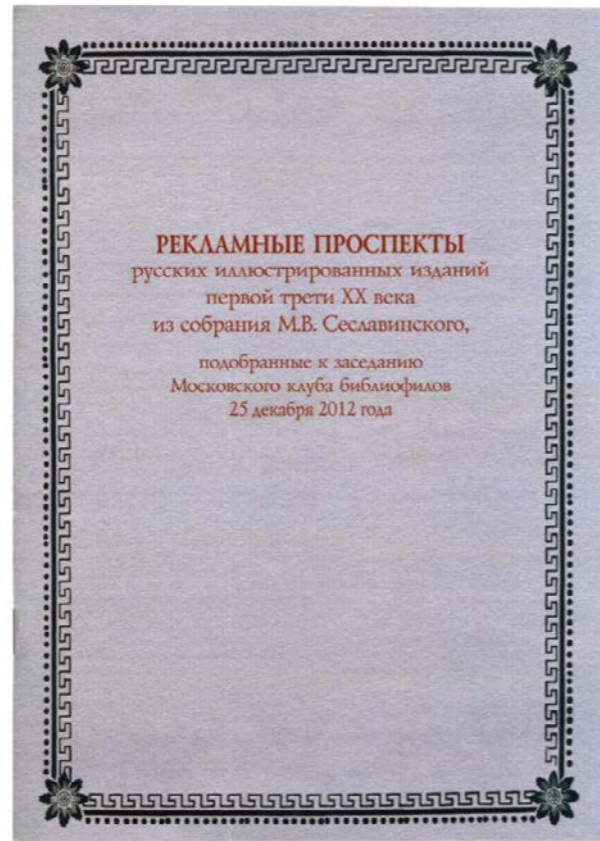 РЕКЛАМНЫЕ ПРОСПЕКТЫ
русских иллюстрированных изданий
первой трети XX века
из собрания М.В. Сеславинского,
подобранные к заседанию
Московского клуба библиофилов
25 декабря 2012 года